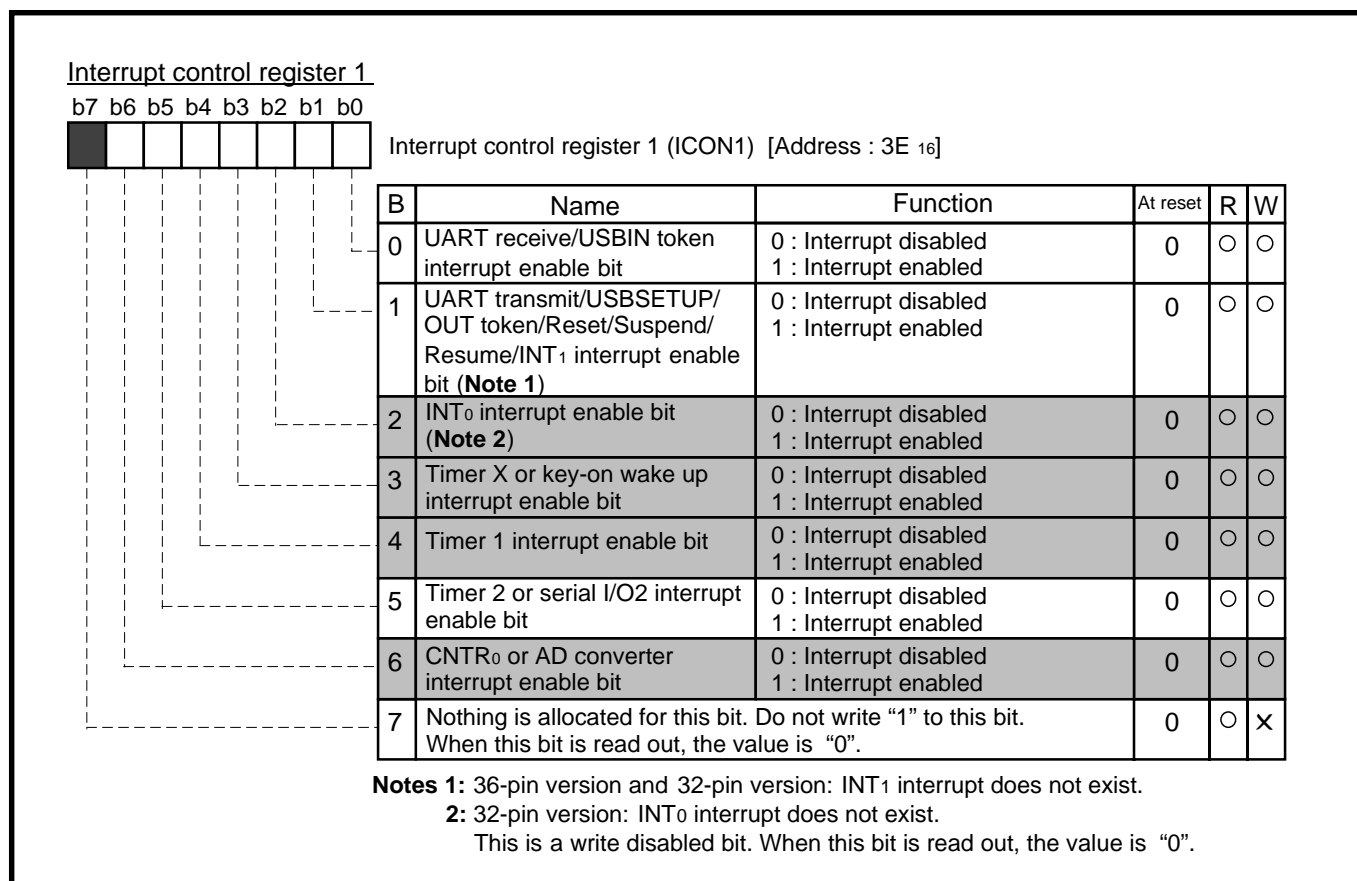 Interrupt control register 1
b7 b6 b5 b4 b3 b2 b1 b0
Interrupt control register 1 (ICON1) [Address : 3E 16]
B Name Function At reset R W
0 UART receive/USBIN token interrupt enable bit 0 : Interrupt disabled 1 : Interrupt enabled 0 ○ ○
1 UART transmit/USBSETUP/ OUT token/Reset/Suspend/ Resume/INT1 interrupt enable bit (Note 1) 0 : Interrupt disabled 1 : Interrupt enabled 0 ○ ○
2 INT0 interrupt enable bit (Note 2) 0 : Interrupt disabled 1 : Interrupt enabled 0 ○ ○
3 Timer X or key-on wake up interrupt enable bit 0 : Interrupt disabled 1 : Interrupt enabled 0 ○ ○
4 Timer 1 interrupt enable bit 0 : Interrupt disabled 1 : Interrupt enabled 0 ○ ○
5 Timer 2 or serial I/O2 interrupt enable bit 0 : Interrupt disabled 1 : Interrupt enabled 0 ○ ○
6 CNTR0 or AD converter interrupt enable bit 0 : Interrupt disabled 1 : Interrupt enabled 0 ○ ○
7 Nothing is allocated for this bit. Do not write “1” to this bit. When this bit is read out, the value is “0”. 0 ○ ×
Notes 1: 36-pin version and 32-pin version: INT1 interrupt does not exist.
2: 32-pin version: INT0 interrupt does not exist.
This is a write disabled bit. When this bit is read out, the value is “0”.